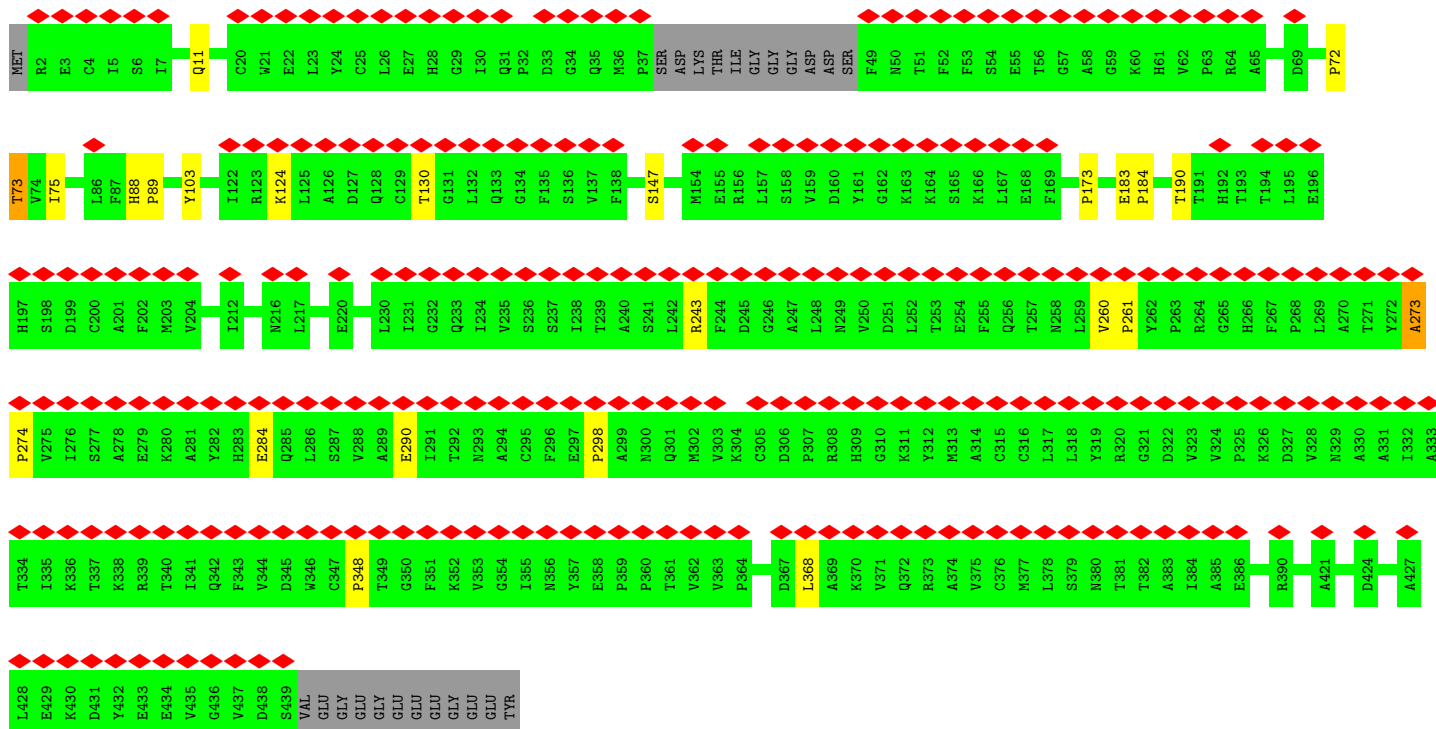 MET R2 E3 C4 I5 S6 I7 Q11 C20 W21 E22 L23 Y24 C25 L26 E27 H28 G29 I30 Q31 P32 D33 G34 Q35 M36 P37 SER ASP LYS THR ILE GLY GLY GLY ASP ASP SER F49 N50 T51 F52 F53 S54 E55 T56 G57 A58 G59 K60 H61 V62 P63 R64 A65 D69 P72
T73 V74 I75 L86 F87 H88 P89 Y103 I122 R123 K124 L125 A126 D127 Q128 C129 T130 G131 L132 Q133 G134 F135 S136 V137 F138 S147 M154 E155 R156 L157 S158 V159 D160 Y161 G162 K163 K164 S165 K166 L167 E168 F169 P173 E183 P184 T190 T191 H192 T193 T194 L195 E196
H197 S198 D199 C200 A201 F202 M203 V204 I212 N216 L217 E220 L230 I231 G232 Q233 I234 V235 S236 S237 I238 T239 A240 S241 L242 R243 F244 D245 G246 A247 L248 N249 V250 D251 L252 T253 E254 F255 Q256 T257 N258 L259 V260 P261 Y262 P263 R264 G265 H266 F267 P268 L269 A270 T271 Y272 A273
P274 V275 I276 S277 A278 E279 K280 A281 Y282 H283 E284 Q285 L286 S287 V288 A289 E290 I291 T292 N293 A294 C295 F296 E297 P298 A299 N300 Q301 M302 V303 K304 C305 D306 P307 R308 H309 G310 K311 Y312 M313 A314 C315 C316 L317 L318 Y319 R320 G321 D322 V323 V324 P325 K326 D327 V328 N329 A330 A331 I332 A333
T334 I335 K336 T337 K338 R339 T340 I341 Q342 F343 V344 D345 W346 C347 P348 T349 G350 F351 K352 V353 G354 I355 N356 Y357 E358 P359 P360 T361 V362 V363 P364 D367 L368 A369 K370 V371 Q372 R373 A374 V375 C376 M377 L378 S379 N380 T381 T382 A383 I384 A385 E386 R390 A421 D424 A427
L428 E429 K430 D431 Y432 E433 E434 V435 G436 V437 D438 S439 VAL GLU GLY GLU GLY GLU GLU GLU GLY GLU GLU TYR